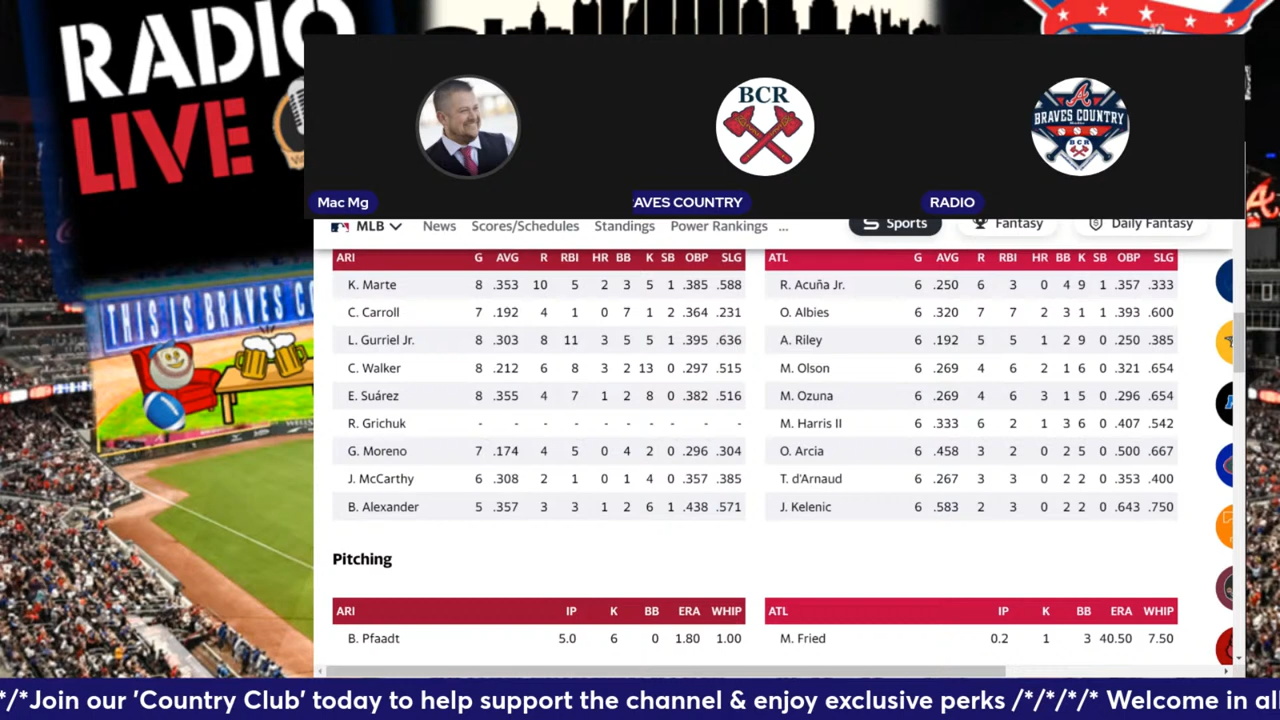 RADIO
LIVE
THIS IS BRAVES CO
BCR
BRAVES COUNTRY
BCR
Mac Mg
AVES COUNTRY
RADIO
MLB News Scores/Schedules Standings Power Rankings ... Sports Fantasy Daily Fantasy
ARI G AVG R RBI HR BB K SB OBP SLG
K. Marte 8 .353 10 5 2 3 5 1 .385 .588
C. Carroll 7 .192 4 1 0 7 1 2 .364 .231
L. Gurriel Jr. 8 .303 8 11 3 5 5 1 .395 .636
C. Walker 8 .212 6 8 3 2 13 0 .297 .515
E. Suárez 8 .355 4 7 1 2 8 0 .382 .516
R. Grichuk - - - - - - - - - -
G. Moreno 7 .174 4 5 0 4 2 0 .296 .304
J. McCarthy 6 .308 2 1 0 1 4 0 .357 .385
B. Alexander 5 .357 3 3 1 2 6 1 .438 .571
ATL G AVG R RBI HR BB K SB OBP SLG
R. Acuña Jr. 6 .250 6 3 0 4 9 1 .357 .333
O. Albies 6 .320 7 7 2 3 1 1 .393 .600
A. Riley 6 .192 5 5 1 2 9 0 .250 .385
M. Olson 6 .269 4 6 2 1 6 0 .321 .654
M. Ozuna 6 .269 4 6 3 1 5 0 .296 .654
M. Harris II 6 .333 6 2 1 3 6 0 .407 .542
O. Arcia 6 .458 3 2 0 2 5 0 .500 .667
T. d'Arnaud 6 .267 3 3 0 2 2 0 .353 .400
J. Kelenic 6 .583 2 3 0 2 2 0 .643 .750
Pitching
ARI IP K BB ERA WHIP
B. Pfaadt 5.0 6 0 1.80 1.00
ATL IP K BB ERA WHIP
M. Fried 0.2 1 3 40.50 7.50
*/*Join our 'Country Club' today to help support the channel & enjoy exclusive perks /*/*/*/* Welcome in al